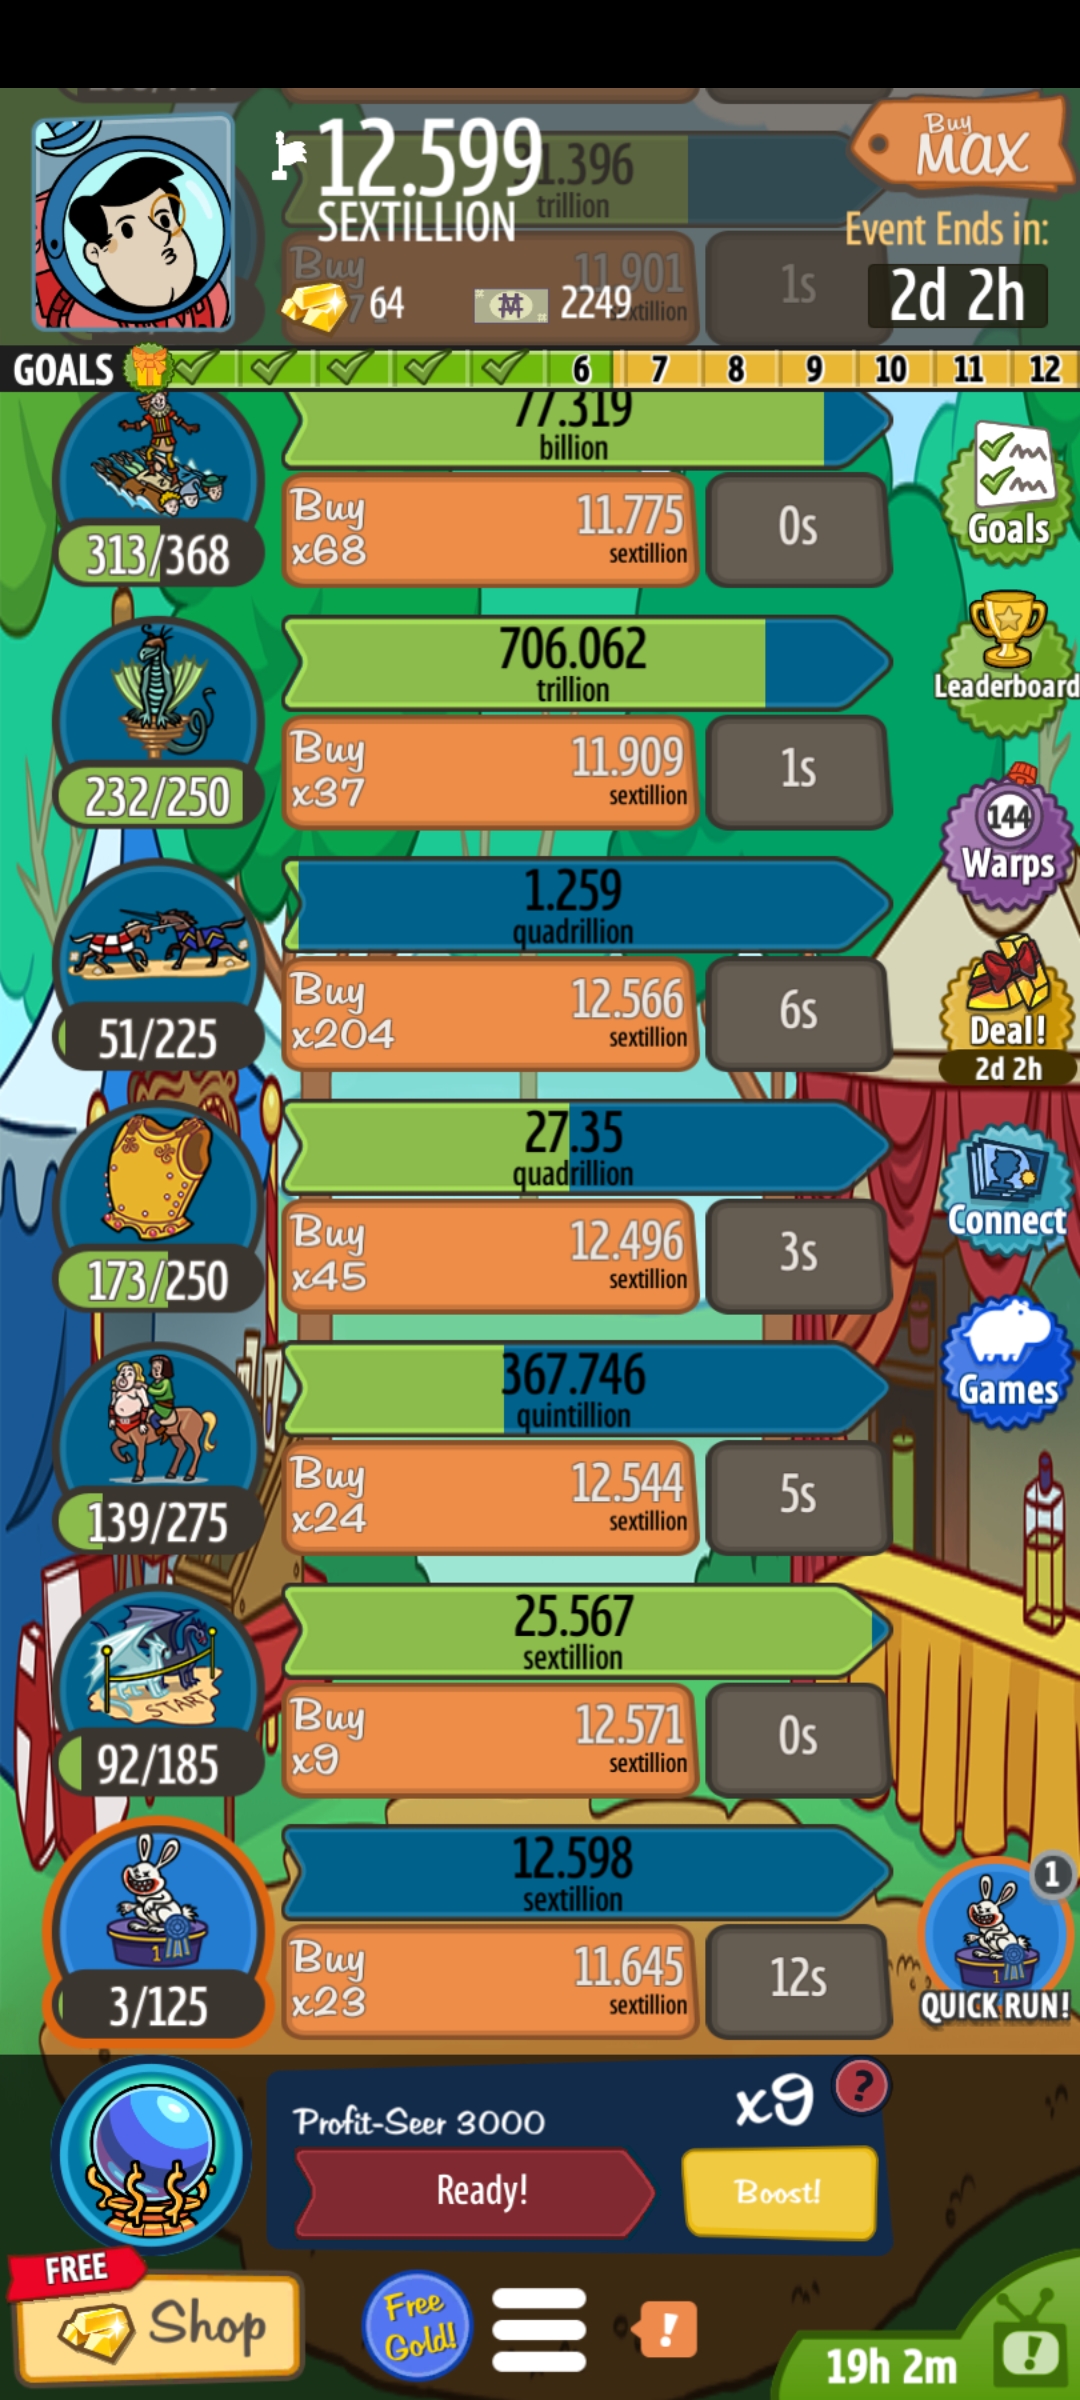 12.599
SEXTILLION
Buy
MAX
91.396
trillion
Event Ends in:
2d 2h
Buy
11.901
sextillion
1s
64
2249
GOALS
6
7
8
9
10
11
12
77.319
billion
313/368
Buy
x68
11.775
sextillion
0s
Goals
706.062
trillion
232/250
Buy
x37
11.909
sextillion
1s
Leaderboard
144
Warps
1.259
quadrillion
51/225
Buy
x204
12.566
sextillion
6s
Deal!
2d 2h
27.35
quadrillion
173/250
Buy
x45
12.496
sextillion
3s
Connect
367.746
quintillion
139/275
Buy
x24
12.544
sextillion
5s
Games
25.567
sextillion
START
92/185
Buy
x9
12.571
sextillion
0s
12.598
sextillion
1
3/125
Buy
x23
11.645
sextillion
12s
1
1
QUICK RUN!
Profit-Seer 3000
x9
?
Ready!
Boost!
FREE
Shop
Free
Gold!
!
19h 2m
!